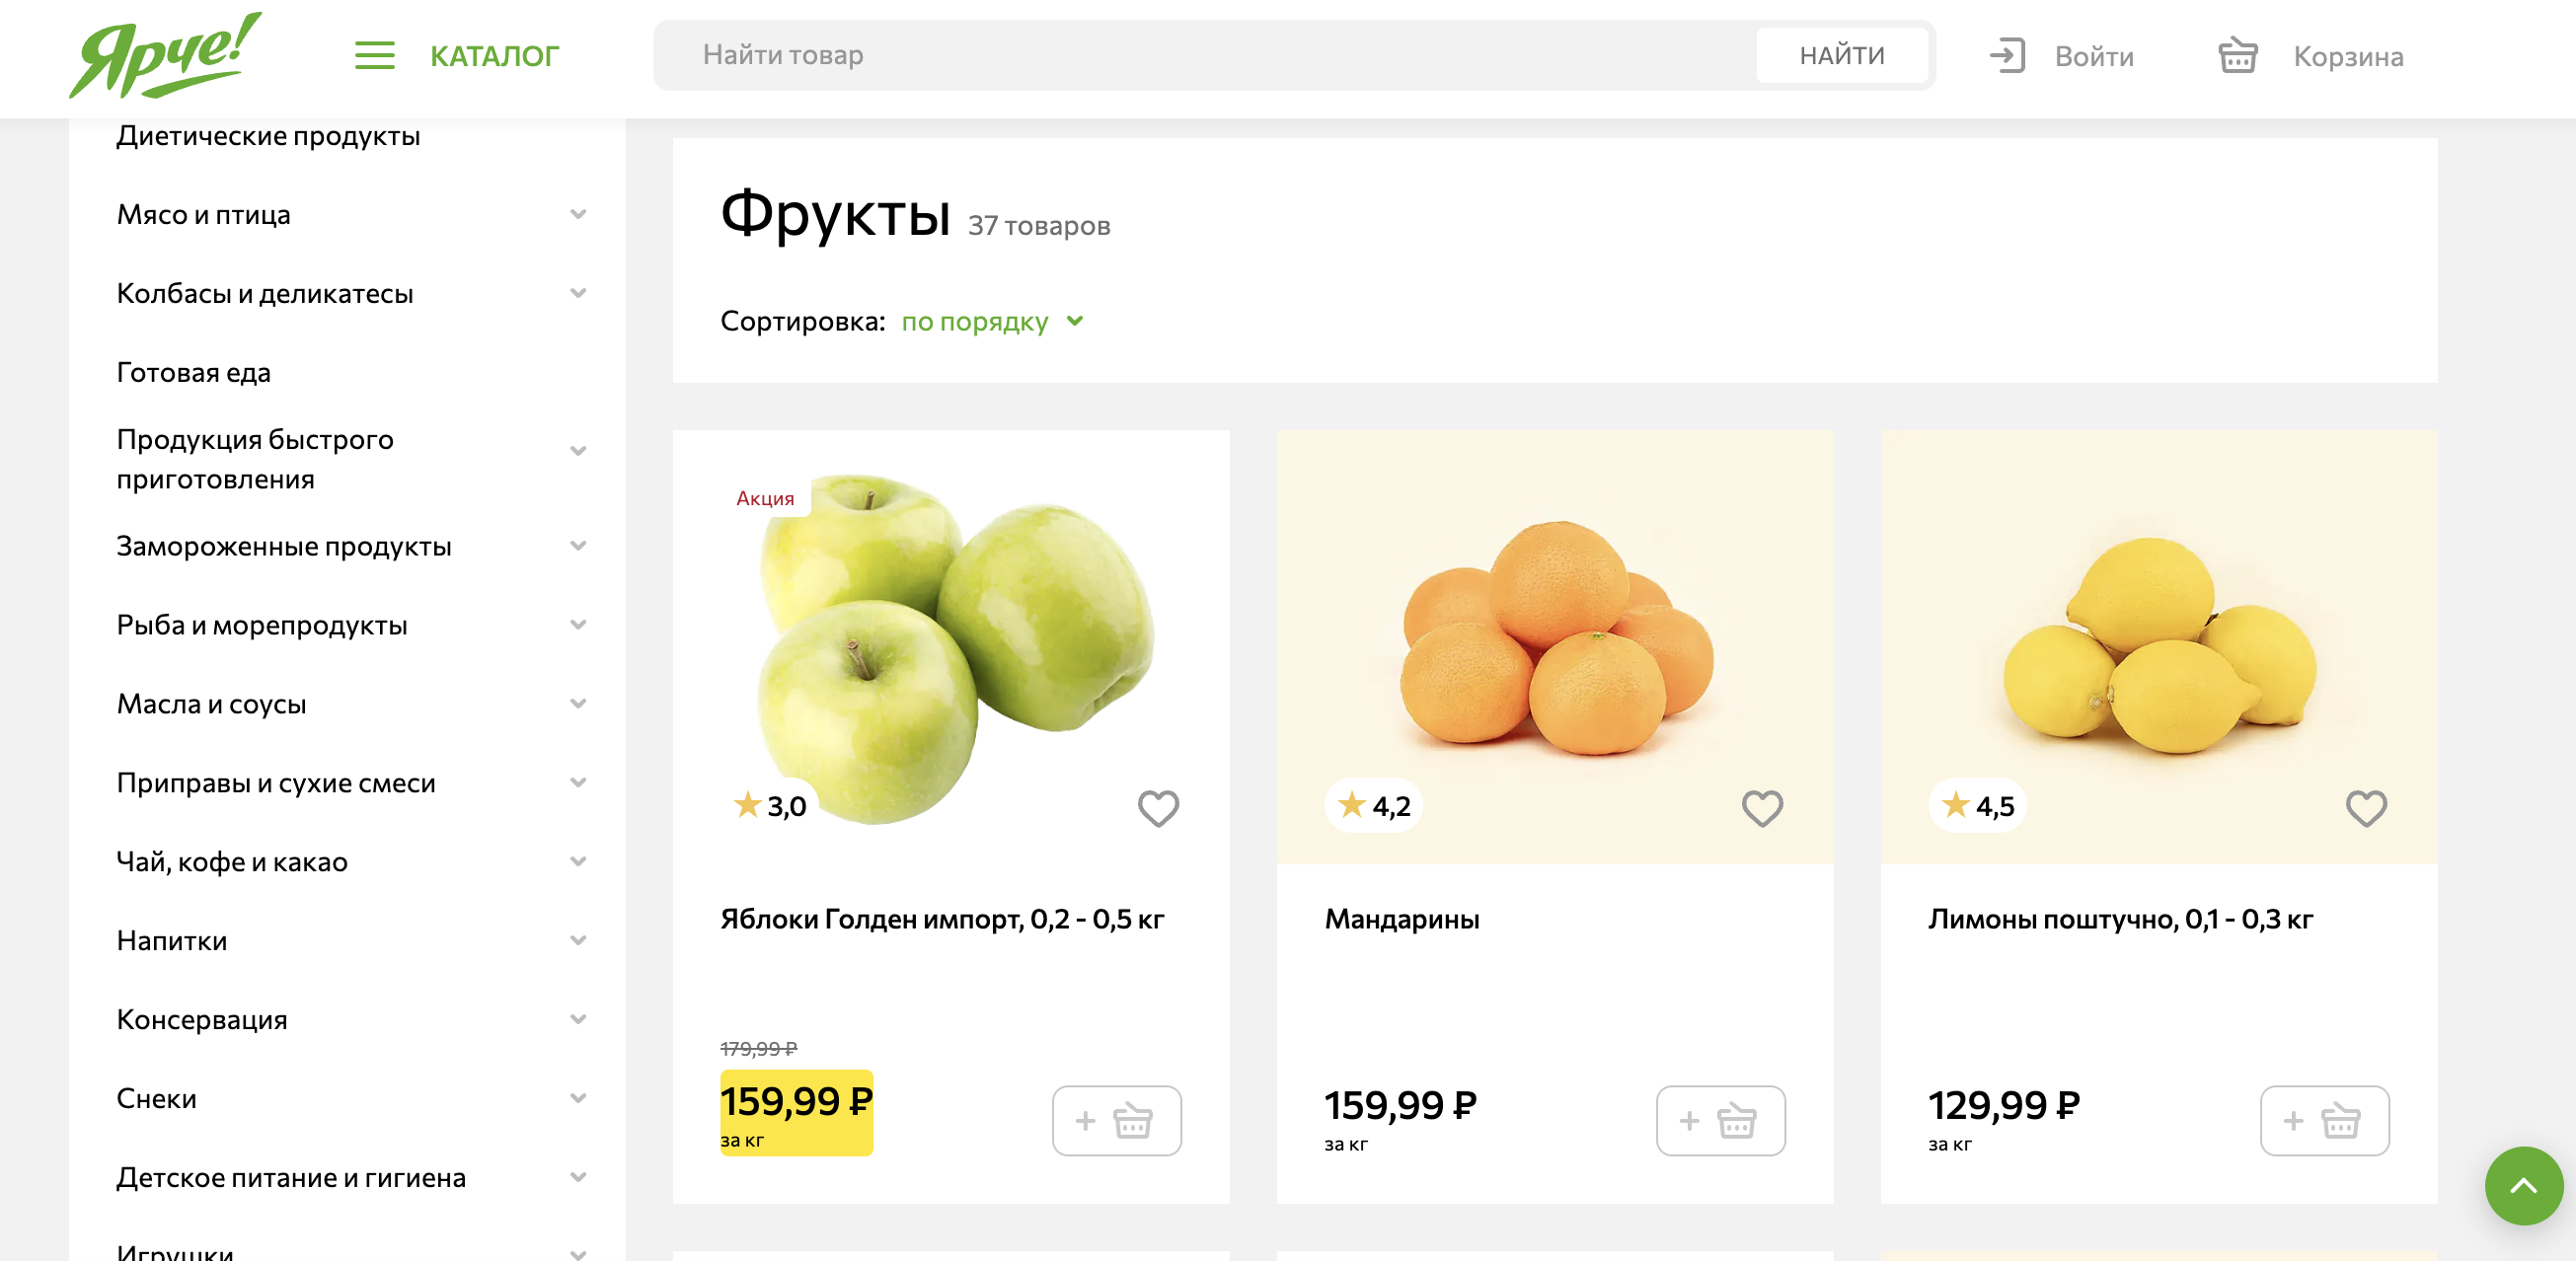 Ярче!
КАТАЛОГ
Найти товар
НАЙТИ
Войти
Корзина
Диетические продукты
Мясо и птица
Колбасы и деликатесы
Готовая еда
Продукция быстрого
приготовления
Замороженные продукты
Рыба и морепродукты
Масла и соусы
Приправы и сухие смеси
Чай, кофе и какао
Напитки
Консервация
Снеки
Детское питание и гигиена
Игрушки
Фрукты 37 товаров
Сортировка: по порядку
Акция
3,0
Яблоки Голден импорт, 0,2 - 0,5 кг
179,99 ₽
159,99 ₽
за кг
4,2
Мандарины
159,99 ₽
за кг
4,5
Лимоны поштучно, 0,1 - 0,3 кг
129,99 ₽
за кг